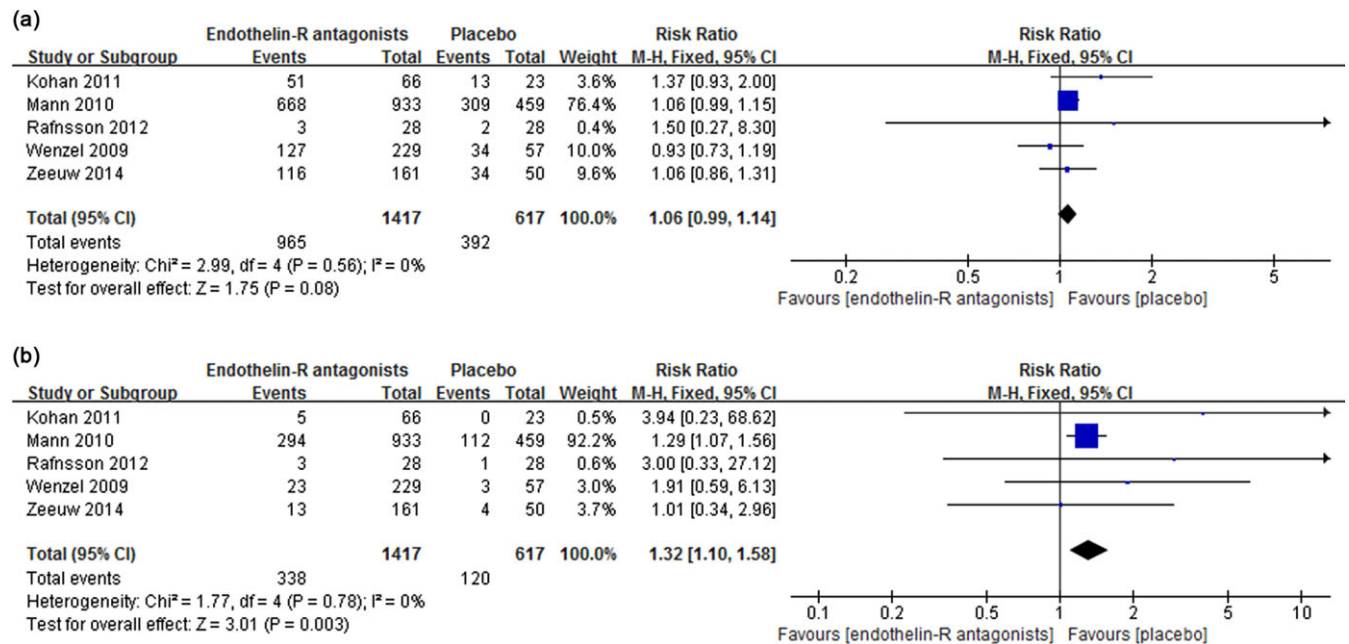 (a)
Endothelin-R antagonists Placebo Risk Ratio Risk Ratio
Study or Subgroup Events Total Events Total Weight M-H, Fixed, 95% CI M-H, Fixed, 95% CI
Kohan 2011 51 66 13 23 3.6% 1.37 [0.93, 2.00]
Mann 2010 668 933 309 459 76.4% 1.06 [0.99, 1.15]
Rafnsson 2012 3 28 2 28 0.4% 1.50 [0.27, 8.30]
Wenzel 2009 127 229 34 57 10.0% 0.93 [0.73, 1.19]
Zeeuw 2014 116 161 34 50 9.6% 1.06 [0.86, 1.31]
Total (95% CI) 1417 617 100.0% 1.06 [0.99, 1.14]
Total events 965 392
Heterogeneity: Chi² = 2.99, df = 4 (P = 0.56); I² = 0%
Test for overall effect: Z = 1.75 (P = 0.08)
0.2 0.5 1 2 5
Favours [endothelin-R antagonists] Favours [placebo]
(b)
Endothelin-R antagonists Placebo Risk Ratio Risk Ratio
Study or Subgroup Events Total Events Total Weight M-H, Fixed, 95% CI M-H, Fixed, 95% CI
Kohan 2011 5 66 0 23 0.5% 3.94 [0.23, 68.62]
Mann 2010 294 933 112 459 92.2% 1.29 [1.07, 1.56]
Rafnsson 2012 3 28 1 28 0.6% 3.00 [0.33, 27.12]
Wenzel 2009 23 229 3 57 3.0% 1.91 [0.59, 6.13]
Zeeuw 2014 13 161 4 50 3.7% 1.01 [0.34, 2.96]
Total (95% CI) 1417 617 100.0% 1.32 [1.10, 1.58]
Total events 338 120
Heterogeneity: Chi² = 1.77, df = 4 (P = 0.78); I² = 0%
Test for overall effect: Z = 3.01 (P = 0.003)
0.1 0.2 0.5 1 2 5 10
Favours [endothelin-R antagonists] Favours [placebo]